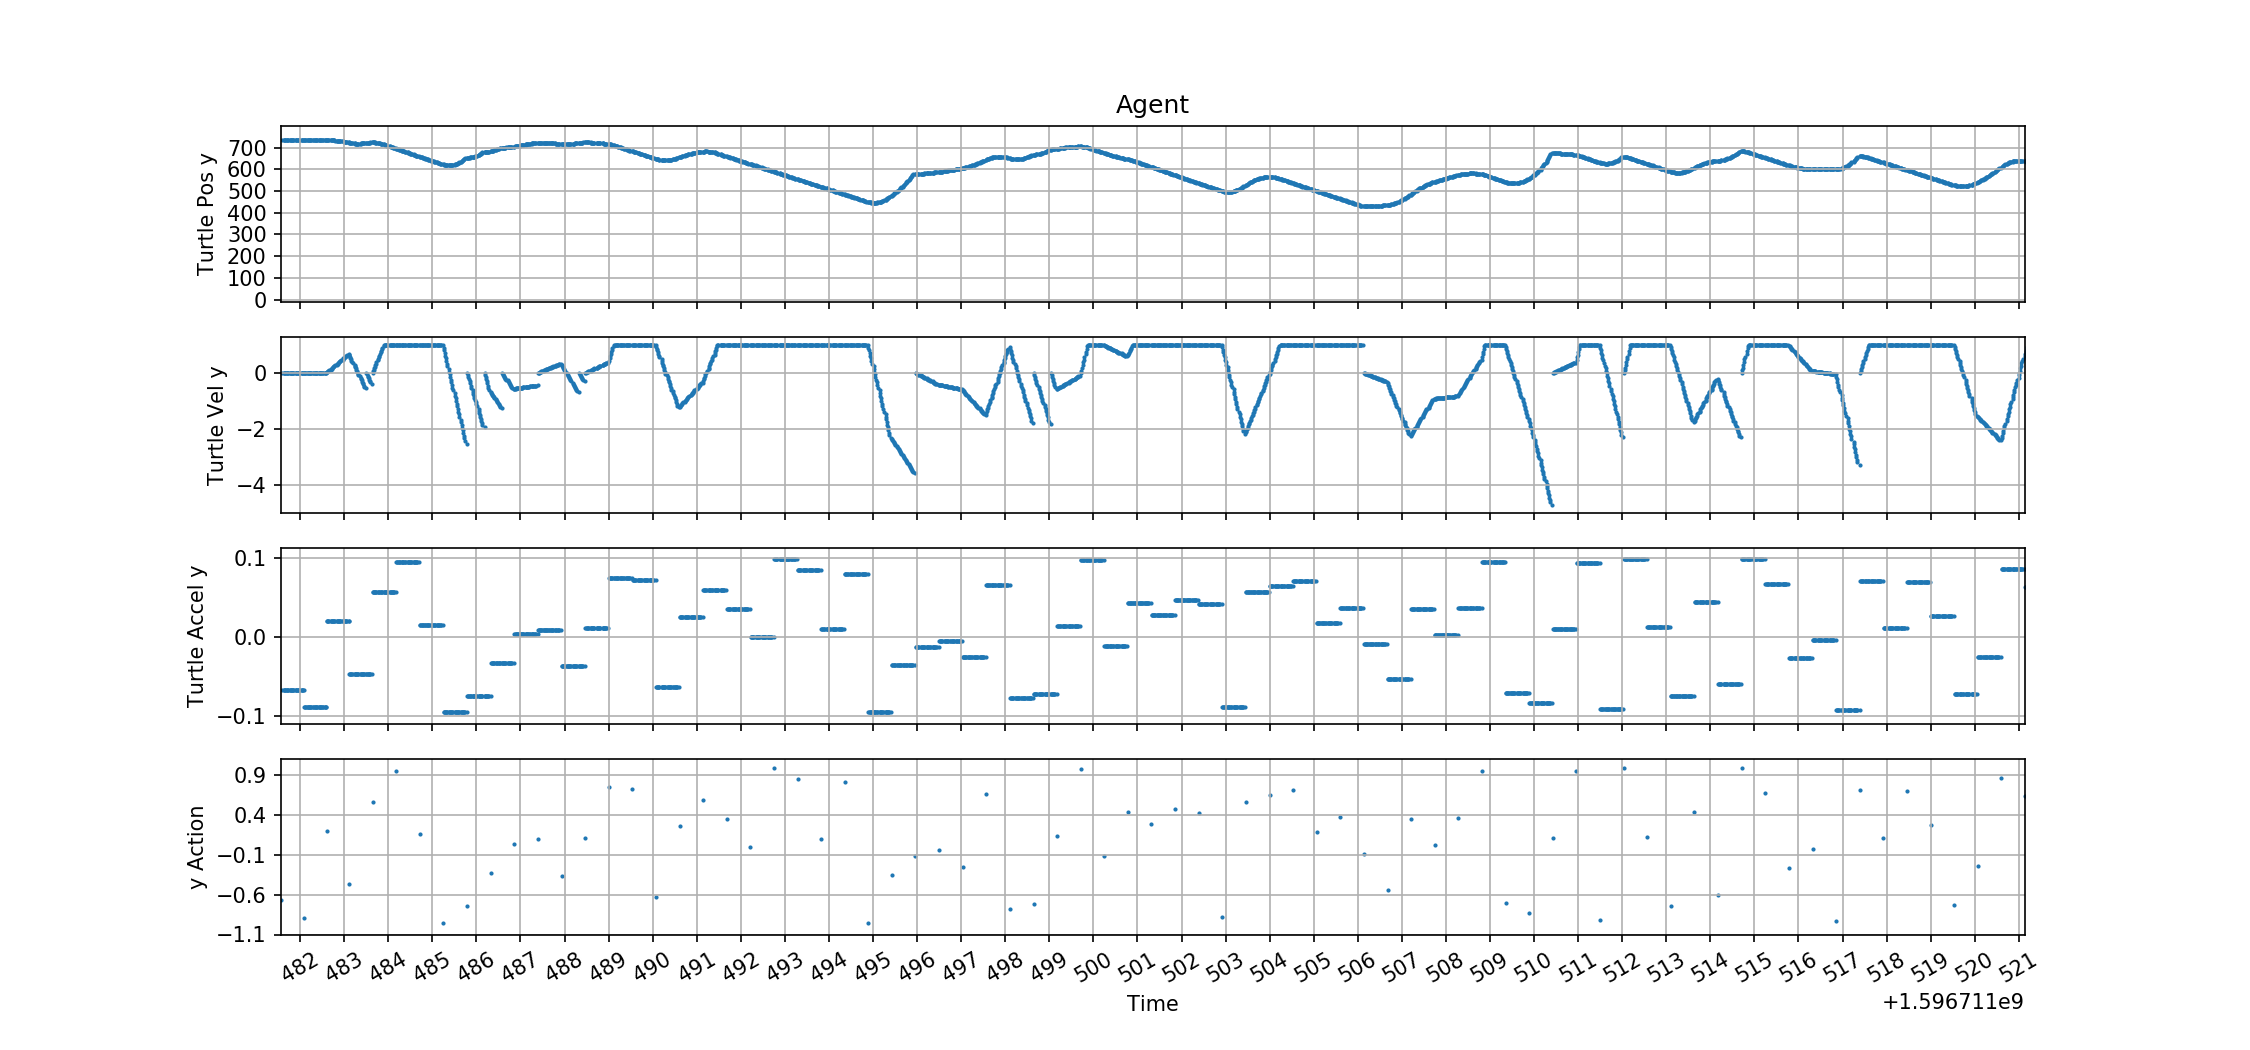 Agent
Turtle Pos y
700
600
500
400
300
200
100
0
Turtle Vel y
0
−2
−4
Turtle Accel y
0.1
0.0
−0.1
y Action
0.9
0.4
−0.1
−0.6
−1.1
482 483 484 485 486 487 488 489 490 491 492 493 494 495 496 497 498 499 500 501 502 503 504 505 506 507 508 509 510 511 512 513 514 515 516 517 518 519 520 521
Time
+1.596711e9